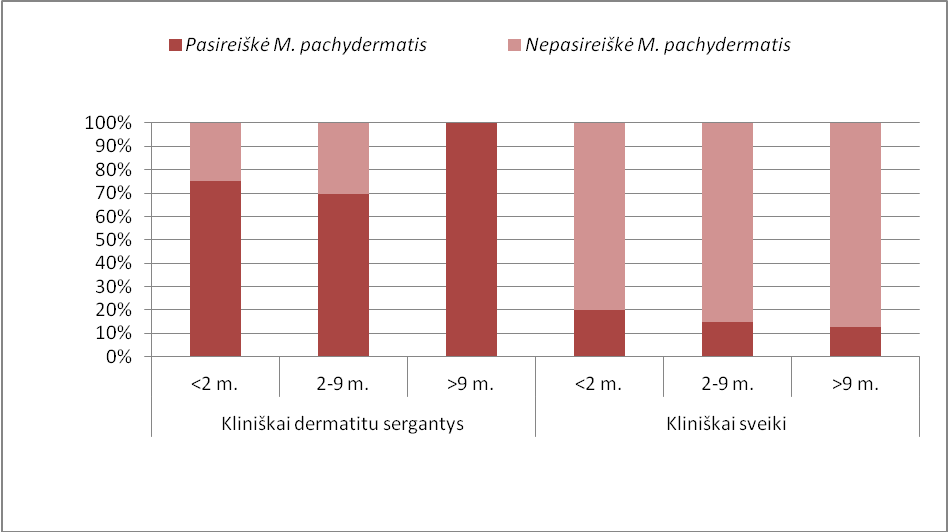 Pasireiškė M. pachydermatis
Nepasireiškė M. pachydermatis
100%
90%
80%
70%
60%
50%
40%
30%
20%
10%
0%
<2 m. 2-9 m. >9 m. <2 m. 2-9 m. >9 m.
Kliniškai dermatitu sergantys Kliniškai sveiki